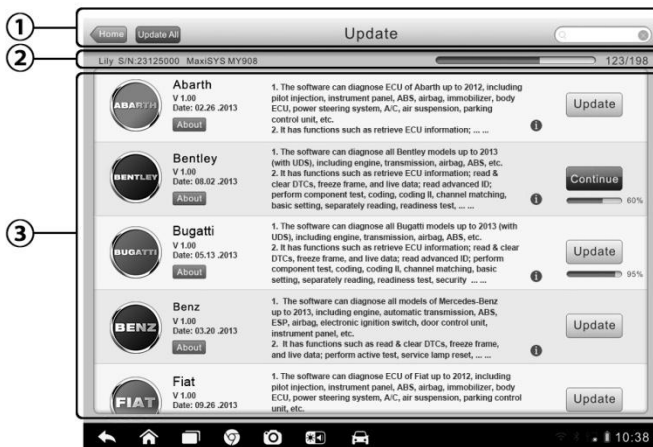 ①
Home
Update All
Update
②
Lily S/N:23125000 MaxiSYS MY908
123/198
③
ABARTH
Abarth
V 1.00
Date: 02.26 .2013
About
1. The software can diagnose ECU of Abarth up to 2012, including
pilot injection, instrument panel, ABS, airbag, immobilizer, body
ECU, power steering system, A/C, air suspension, parking
control unit, etc.
2. It has functions such as retrieve ECU information; ... ...
Update
BENTLEY
Bentley
V 1.00
Date: 08.02 .2013
About
1. The software can diagnose all Bentley models up to 2013
(with UDS), including engine, transmission, airbag, ABS, etc.
2. It has functions such as retrieve ECU information; read &
clear DTCs, freeze frame, and live data; read advanced ID;
perform component test, coding, coding II, channel matching,
basic setting, separately reading, readiness test, ... ...
Continue
60%
BUGATTI
Bugatti
V 1.00
Date: 05.13 .2013
About
1. The software can diagnose all Bugatti models up to 2013 (with
UDS), including engine, transmission, airbag, ABS, etc.
2. It has functions such as retrieve ECU information; read & clear
DTCs, freeze frame, and live data; read advanced ID; perform
component test, coding, coding II, channel matching, basic
setting, separately reading, readiness test, security ... ...
Update
95%
BENZ
Benz
V 1.00
Date: 03.20 .2013
About
1. The software can diagnose all models of Mercedes-Benz
up to 2013, including engine, automatic transmission, ABS,
ESP, airbag, electronic ignition switch, door control unit,
instrument panel, etc.
2. It has functions such as read & clear DTCs, freeze frame,
and live data; perform active test, service lamp reset, ... ...
Update
FIAT
Fiat
V 1.00
Date: 09.26 .2013
1. The software can diagnose ECU of Fiat up to 2012, including
pilot injection, instrument panel, ABS, airbag, immobilizer, body
ECU, power steering system, A/C, air suspension, parking control
unit, etc.
Update
10:38